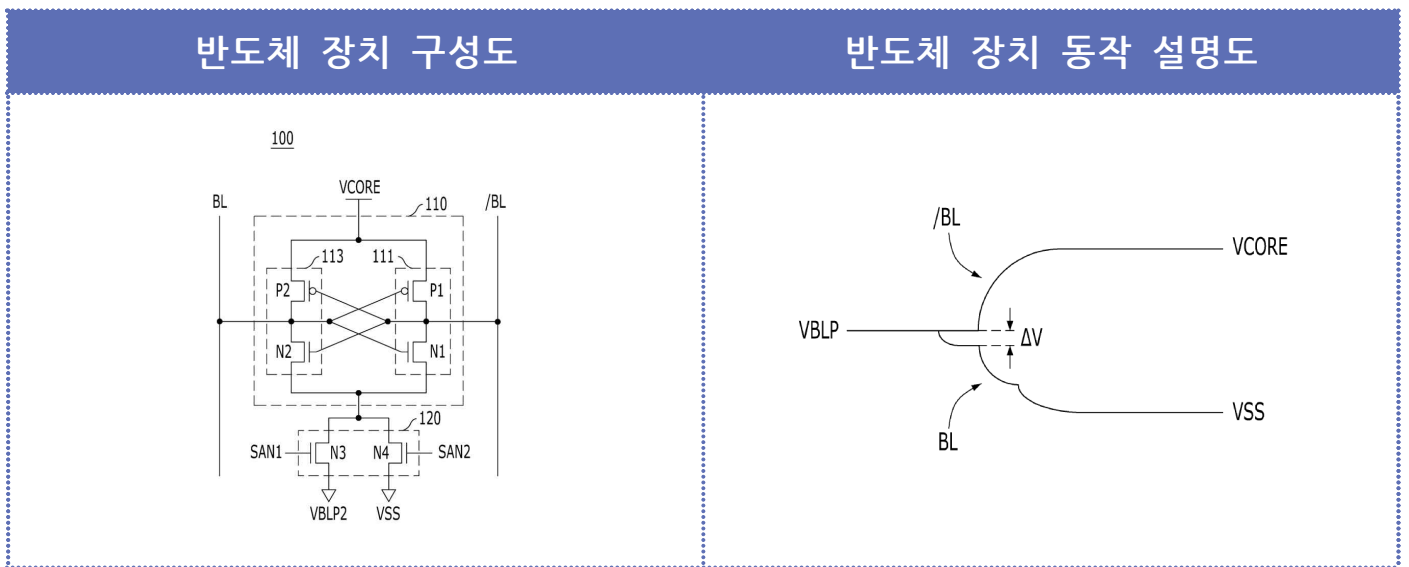 반도체 장치 구성도
반도체 장치 동작 설명도
100
VCORE
BL
110
/BL
113
111
P2
P1
N2
N1
120
SAN1
N3
N4
SAN2
VBLP2
VSS
/BL
VCORE
VBLP
ΔV
BL
VSS